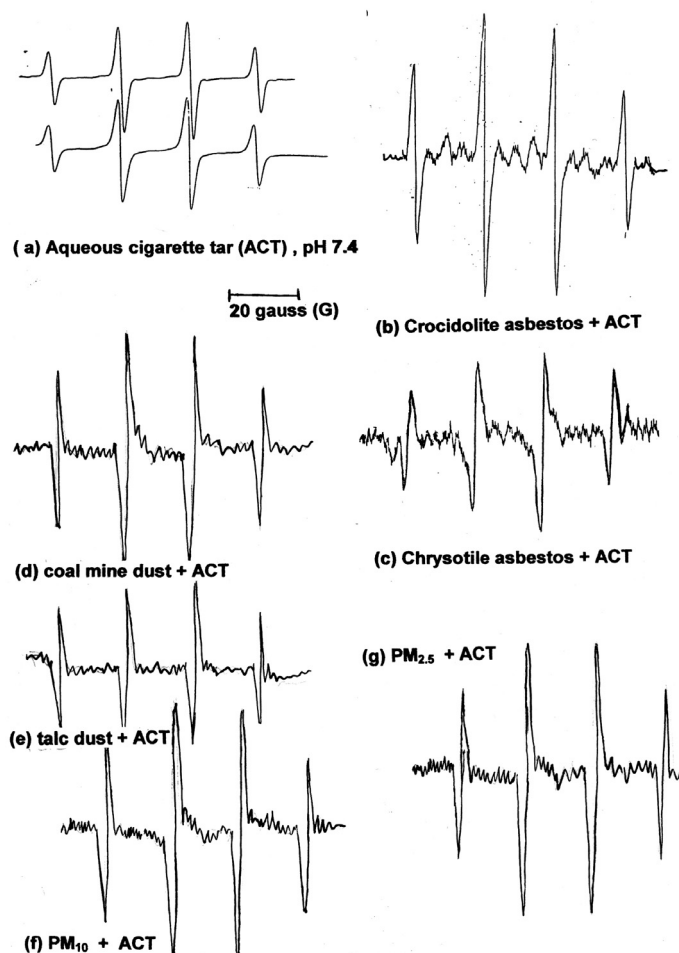 ( a) Aqueous cigarette tar (ACT) , pH 7.4
20 gauss (G)
(b) Crocidolite asbestos + ACT
(d) coal mine dust + ACT
(c) Chrysotile asbestos + ACT
(g) PM2.5 + ACT
(e) talc dust + ACT
(f) PM10 + ACT